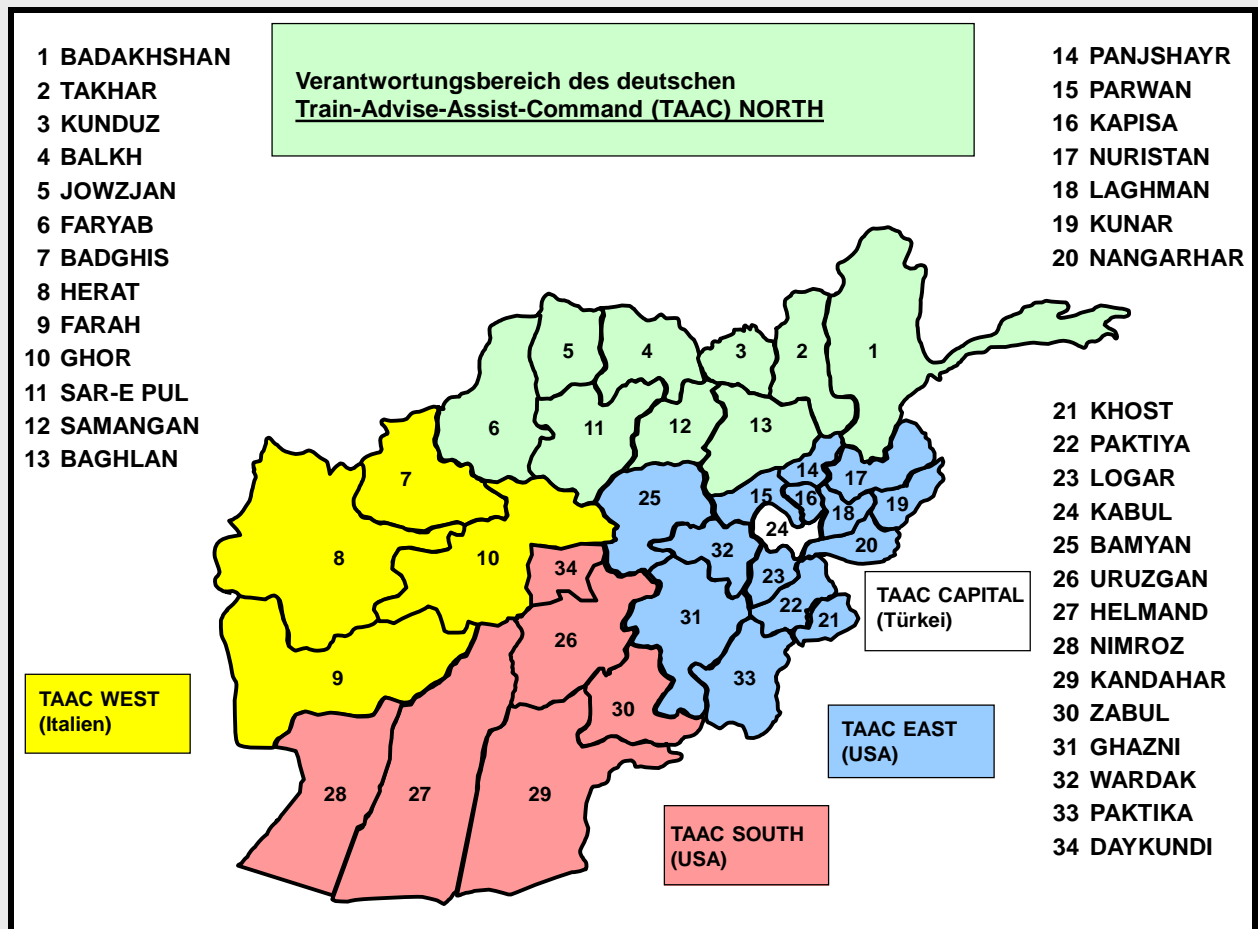 1 BADAKHSHAN
2 TAKHAR
3 KUNDUZ
4 BALKH
5 JOWZJAN
6 FARYAB
7 BADGHIS
8 HERAT
9 FARAH
10 GHOR
11 SAR-E PUL
12 SAMANGAN
13 BAGHLAN
Verantwortungsbereich des deutschen
Train-Advise-Assist-Command (TAAC) NORTH
14 PANJSHAYR
15 PARWAN
16 KAPISA
17 NURISTAN
18 LAGHMAN
19 KUNAR
20 NANGARHAR
21 KHOST
22 PAKTIYA
23 LOGAR
24 KABUL
25 BAMYAN
26 URUZGAN
27 HELMAND
28 NIMROZ
29 KANDAHAR
30 ZABUL
31 GHAZNI
32 WARDAK
33 PAKTIKA
34 DAYKUNDI
5
4
3
2
1
6
11
12
13
7
14
17
25
15
16
18
19
24
20
8
10
32
34
23
22
21
31
26
9
33
30
28
27
29
TAAC CAPITAL
(Türkei)
TAAC WEST
(Italien)
TAAC EAST
(USA)
TAAC SOUTH
(USA)